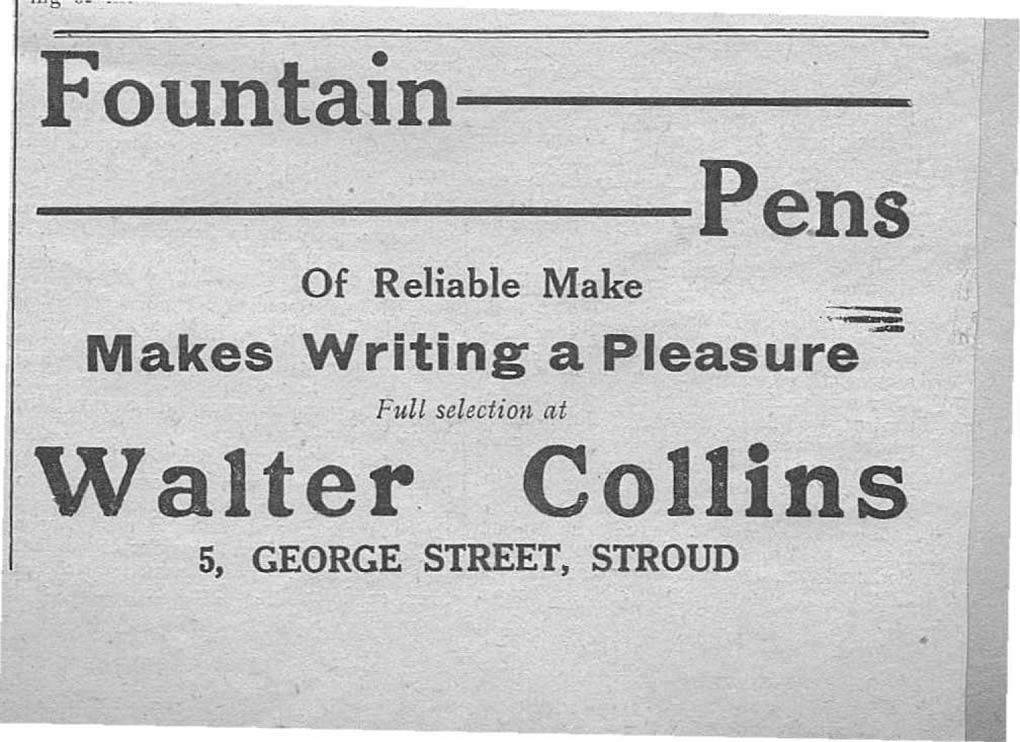 Fountain
Pens
Of Reliable Make
Makes Writing a Pleasure
Full selection at
Walter Collins
5, GEORGE STREET, STROUD